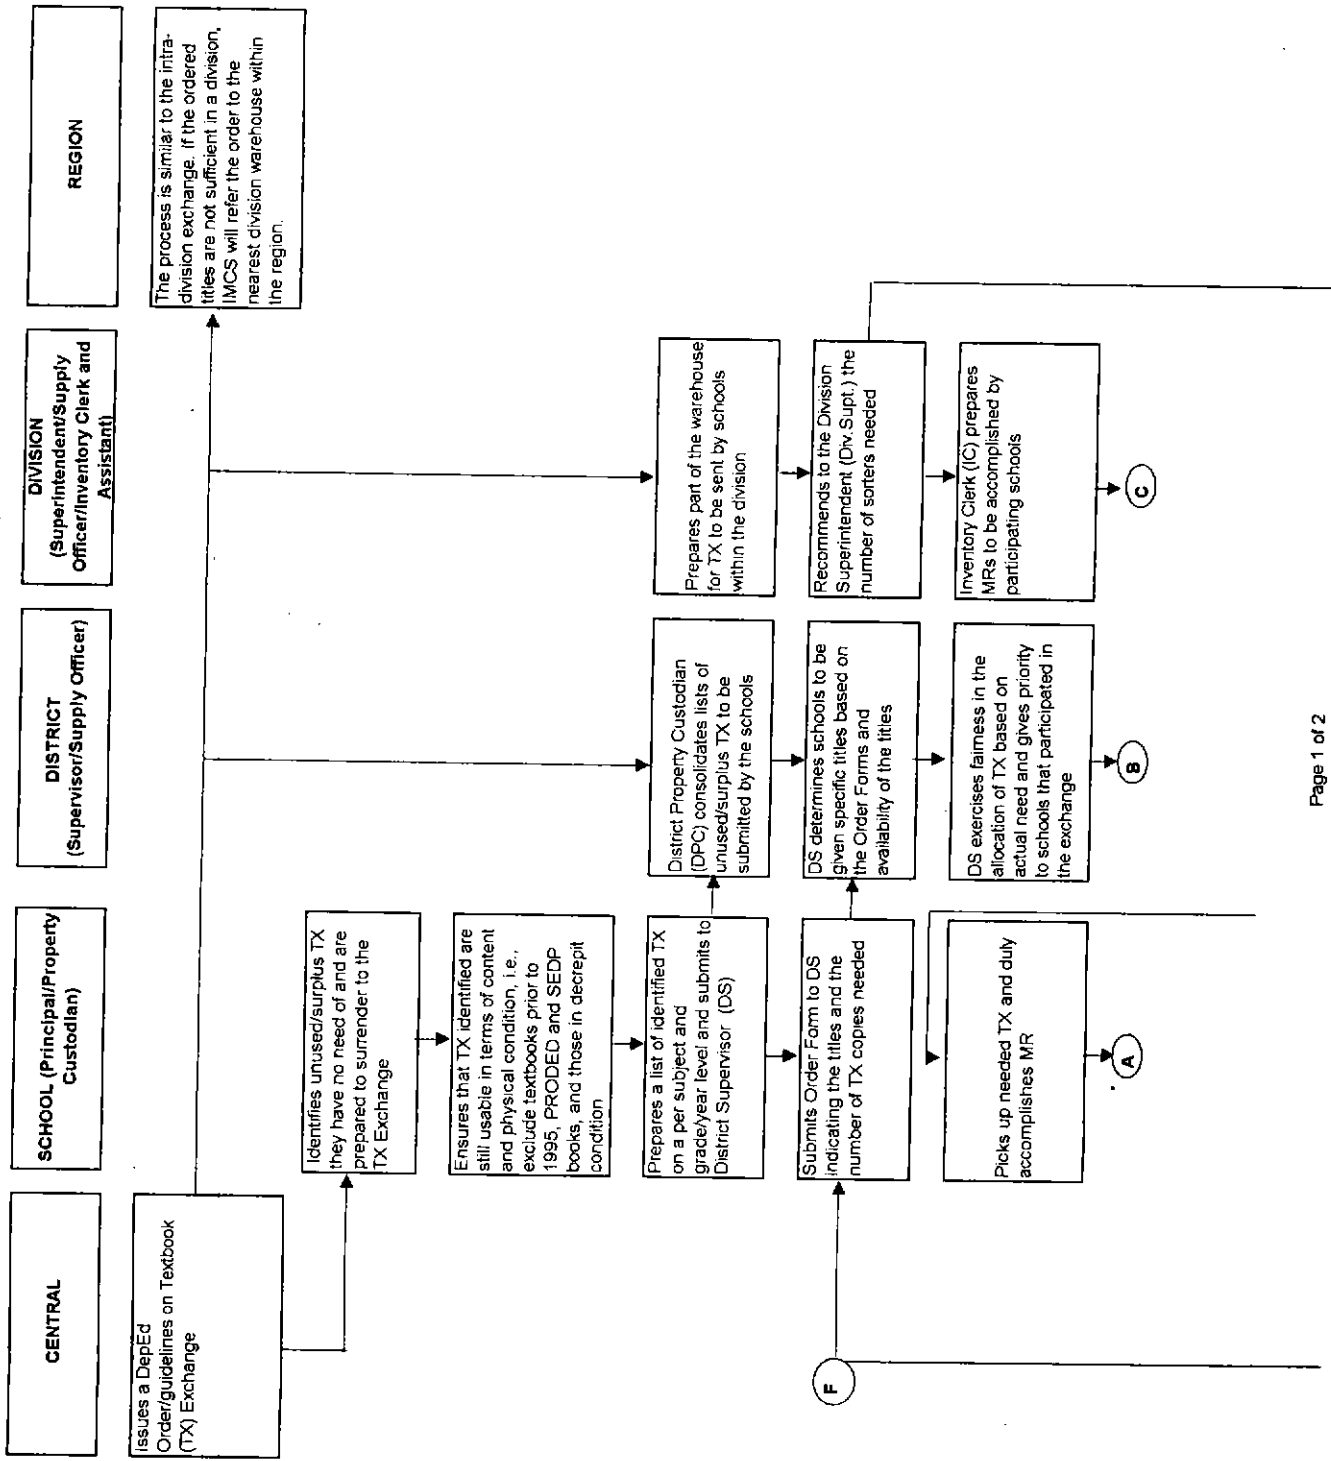 CENTRAL
SCHOOL (Principal/Property
Custodian)
DISTRICT
(Supervisor/Supply Officer)
DIVISION
(Superintendent/Supply
Officer/Inventory Clerk and
Assistant)
REGION
Issues a DepEd
Order/guidelines on Textbook
(TX) Exchange
The process is similar to the intra-
division exchange. If the ordered
titles are not sufficient in a division,
IMCS will refer the order to the
nearest division warehouse within
the region.
Identifies unused/surplus TX
they have no need of and are
prepared to surrender to the
TX Exchange
Ensures that TX identified are
still usable in terms of content
and physical condition, i.e.,
exclude textbooks prior to
1995, PRODED and SEDP
books, and those in decrepit
condition
Prepares a list of identified TX
on a per subject and
grade/year level and submits to
District Supervisor (DS)
District Property Custodian
(DPC) consolidates lists of
unused/surplus TX to be
submitted by the schools
Prepares part of the warehouse
for TX to be sent by schools
within the division
F
Submits Order Form to DS
indicating the titles and the
number of TX copies needed
DS determines schools to be
given specific titles based on
the Order Forms and
availability of the titles
Recommends to the Division
Superintendent (Div.Supt.) the
number of sorters needed
Picks up needed TX and duly
accomplishes MR
DS exercises fairness in the
allocation of TX based on
actual need and gives priority
to schools that participated in
the exchange
Inventory Clerk (IC) prepares
MRs to be accomplished by
participating schools
A
B
C
Page 1 of 2